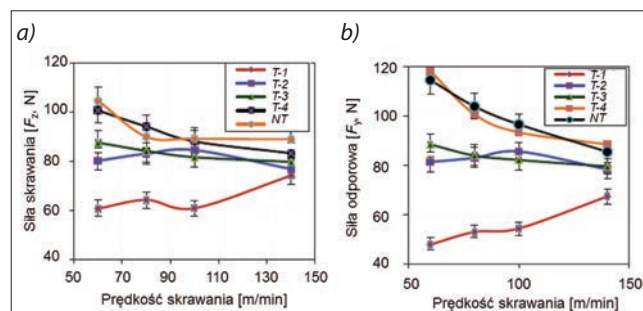 a)
Siła skrawania [Fz, N]
120
100
80
60
40
50 70 90 110 130 150
Prędkość skrawania [m/min]
T-1
T-2
T-3
T-4
NT
b)
Siła odporowa [Fy, N]
120
100
80
60
40
50 100 150
Prędkość skrawania [m/min]
T-1
T-2
T-3
T-4
NT